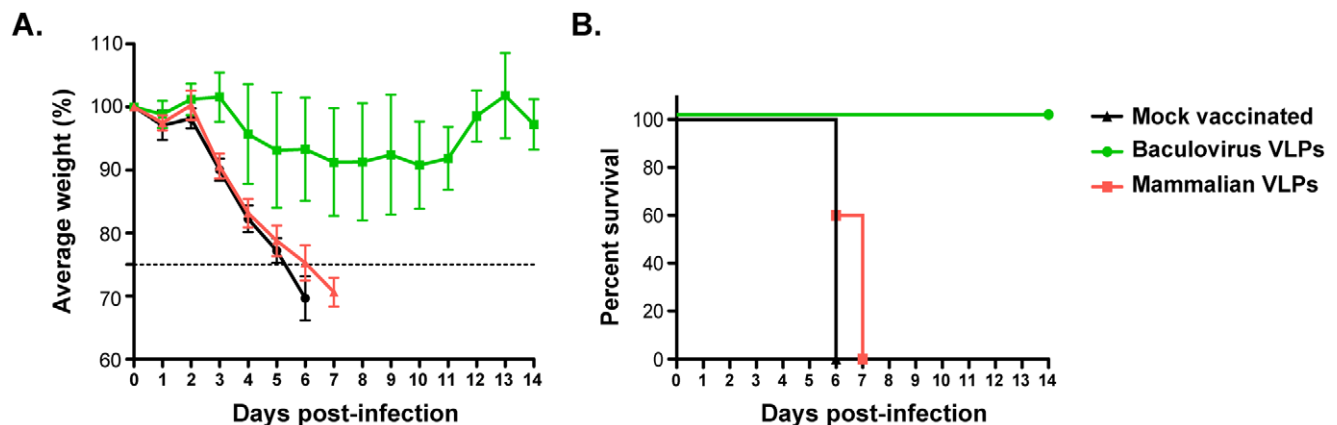 A.
110
100
90
80
70
60
Average weight (%)
0 1 2 3 4 5 6 7 8 9 10 11 12 13 14
Days post-infection
B.
100
80
60
40
20
0
Percent survival
0 1 2 3 4 5 6 7 8 9 10 11 12 13 14
Days post-infection
Mock vaccinated
Baculovirus VLPs
Mammalian VLPs